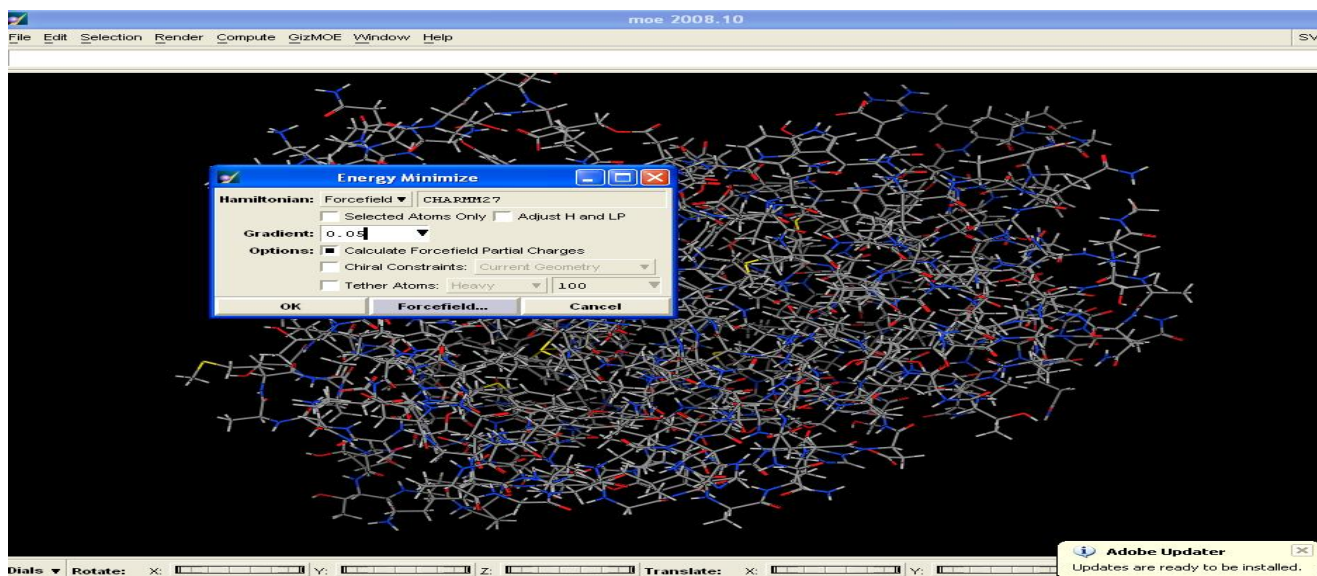 moe 2008.10
File Edit Selection Render Compute GizMOE Window Help SV
Energy Minimize
Hamiltonian: Forcefield CHARMM27
Selected Atoms Only Adjust H and LP
Gradient: 0.05
Options: Calculate Forcefield Partial Charges
Chiral Constraints: Current Geometry
Tether Atoms: Heavy 100
OK Forcefield... Cancel
Adobe Updater
Updates are ready to be installed.
Dials Rotate: X: Y: Z: Translate: X: Y: